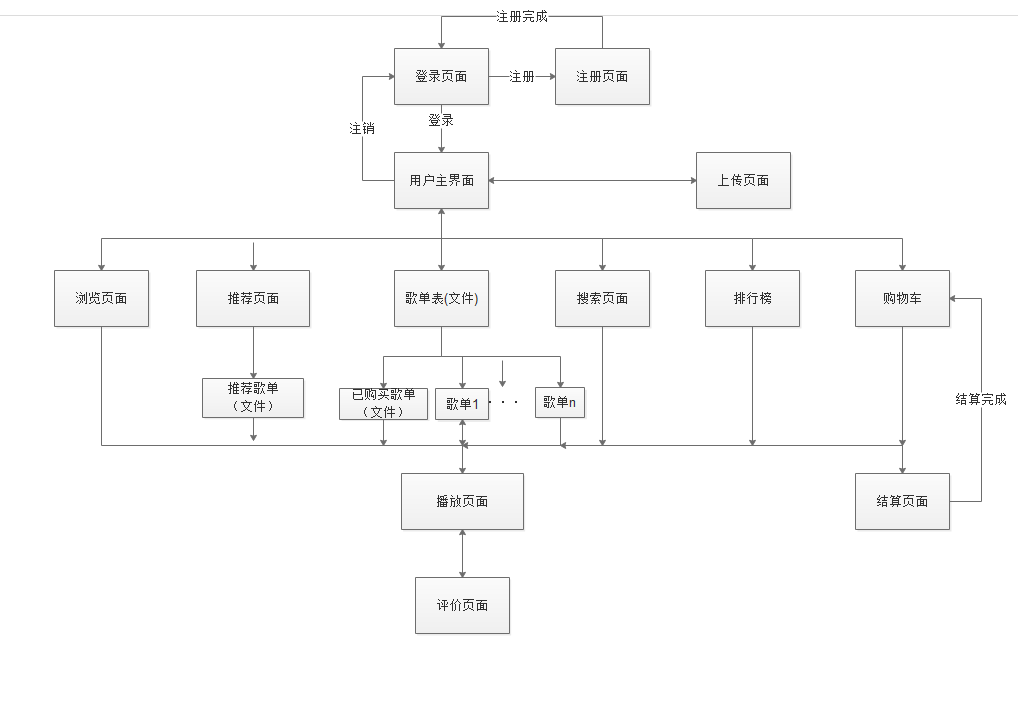 注册完成
登录页面
注册
注册页面
注销
登录
用户主界面
上传页面
浏览页面
推荐页面
歌单表(文件)
搜索页面
排行榜
购物车
推荐歌单
（文件）
已购买歌单
（文件）
歌单1
· · ·
歌单n
结算完成
播放页面
结算页面
评价页面